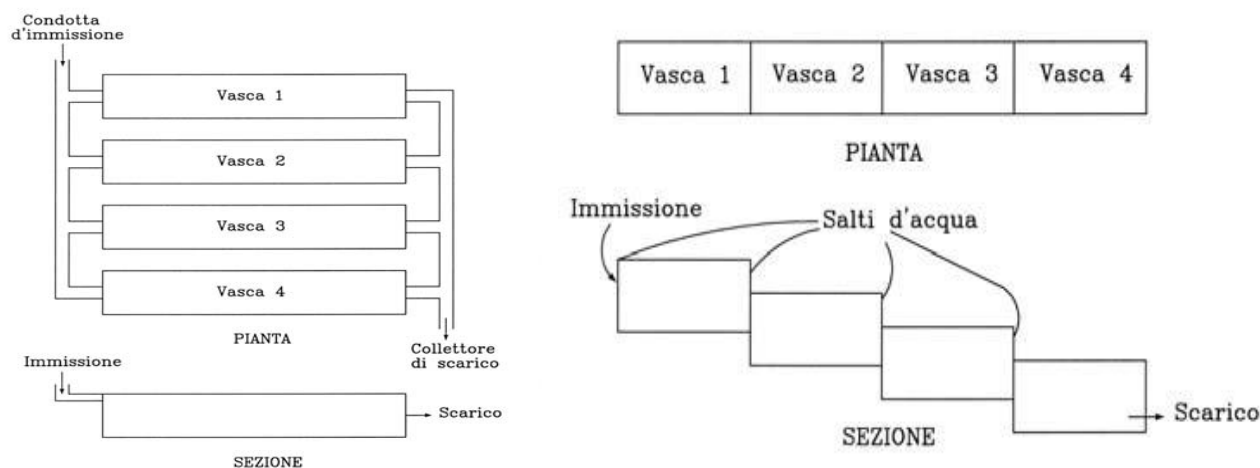 Condotta
d'immissione
Vasca 1
Vasca 2
Vasca 3
Vasca 4
PIANTA
Collettore
di scarico
Immissione
Scarico
SEZIONE
Vasca 1 Vasca 2 Vasca 3 Vasca 4
PIANTA
Immissione
Salti d'acqua
Scarico
SEZIONE